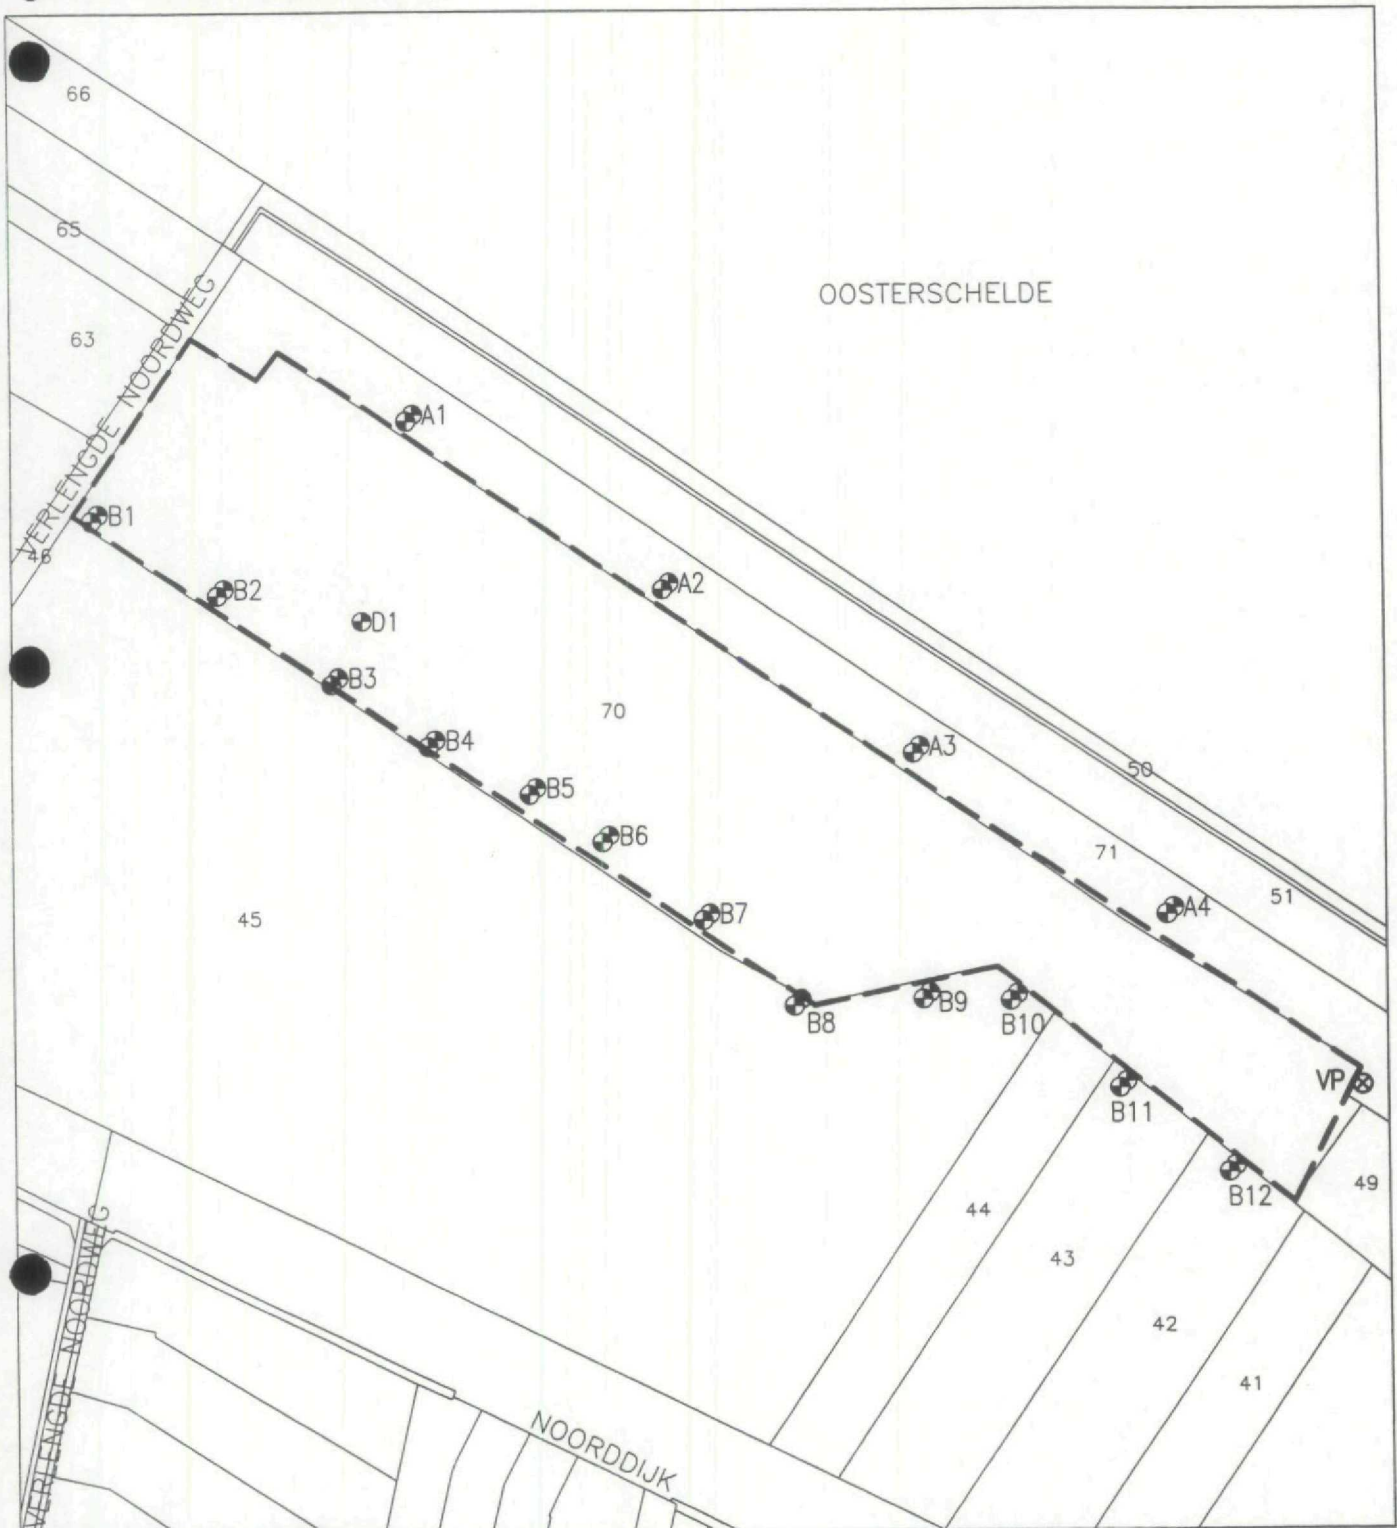 66
65
OOSTERSCHELDE
63
VERLENGDE NOORDWEG
A1
B1
46
A2
B2
D1
B3
70
B4
A3
50
B5
B6
71
51
A4
B7
45
B9
B10
B8
VP
B11
49
B12
44
43
42
41
VERLENGDE NOORDWEG
NOORDDIJK